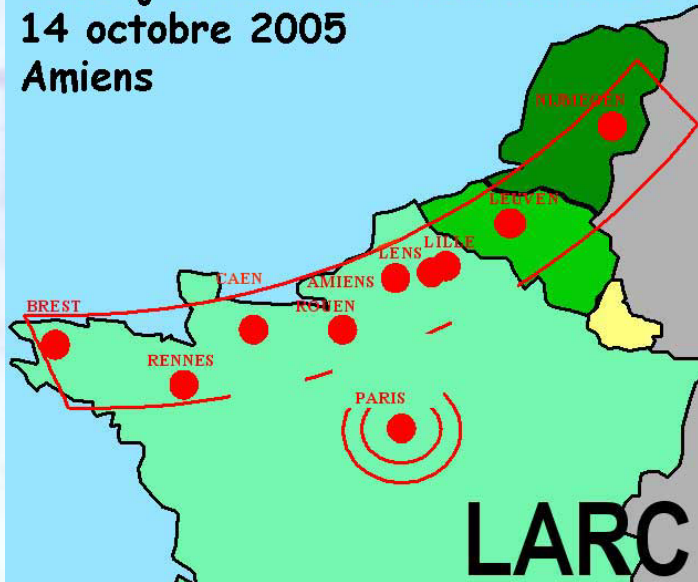 14 octobre 2005
Amiens
NIJMEGEN
LEUVEN
LILLE
LENS
AMIENS
CAEN
ROUEN
BREST
RENNES
PARIS
LARC